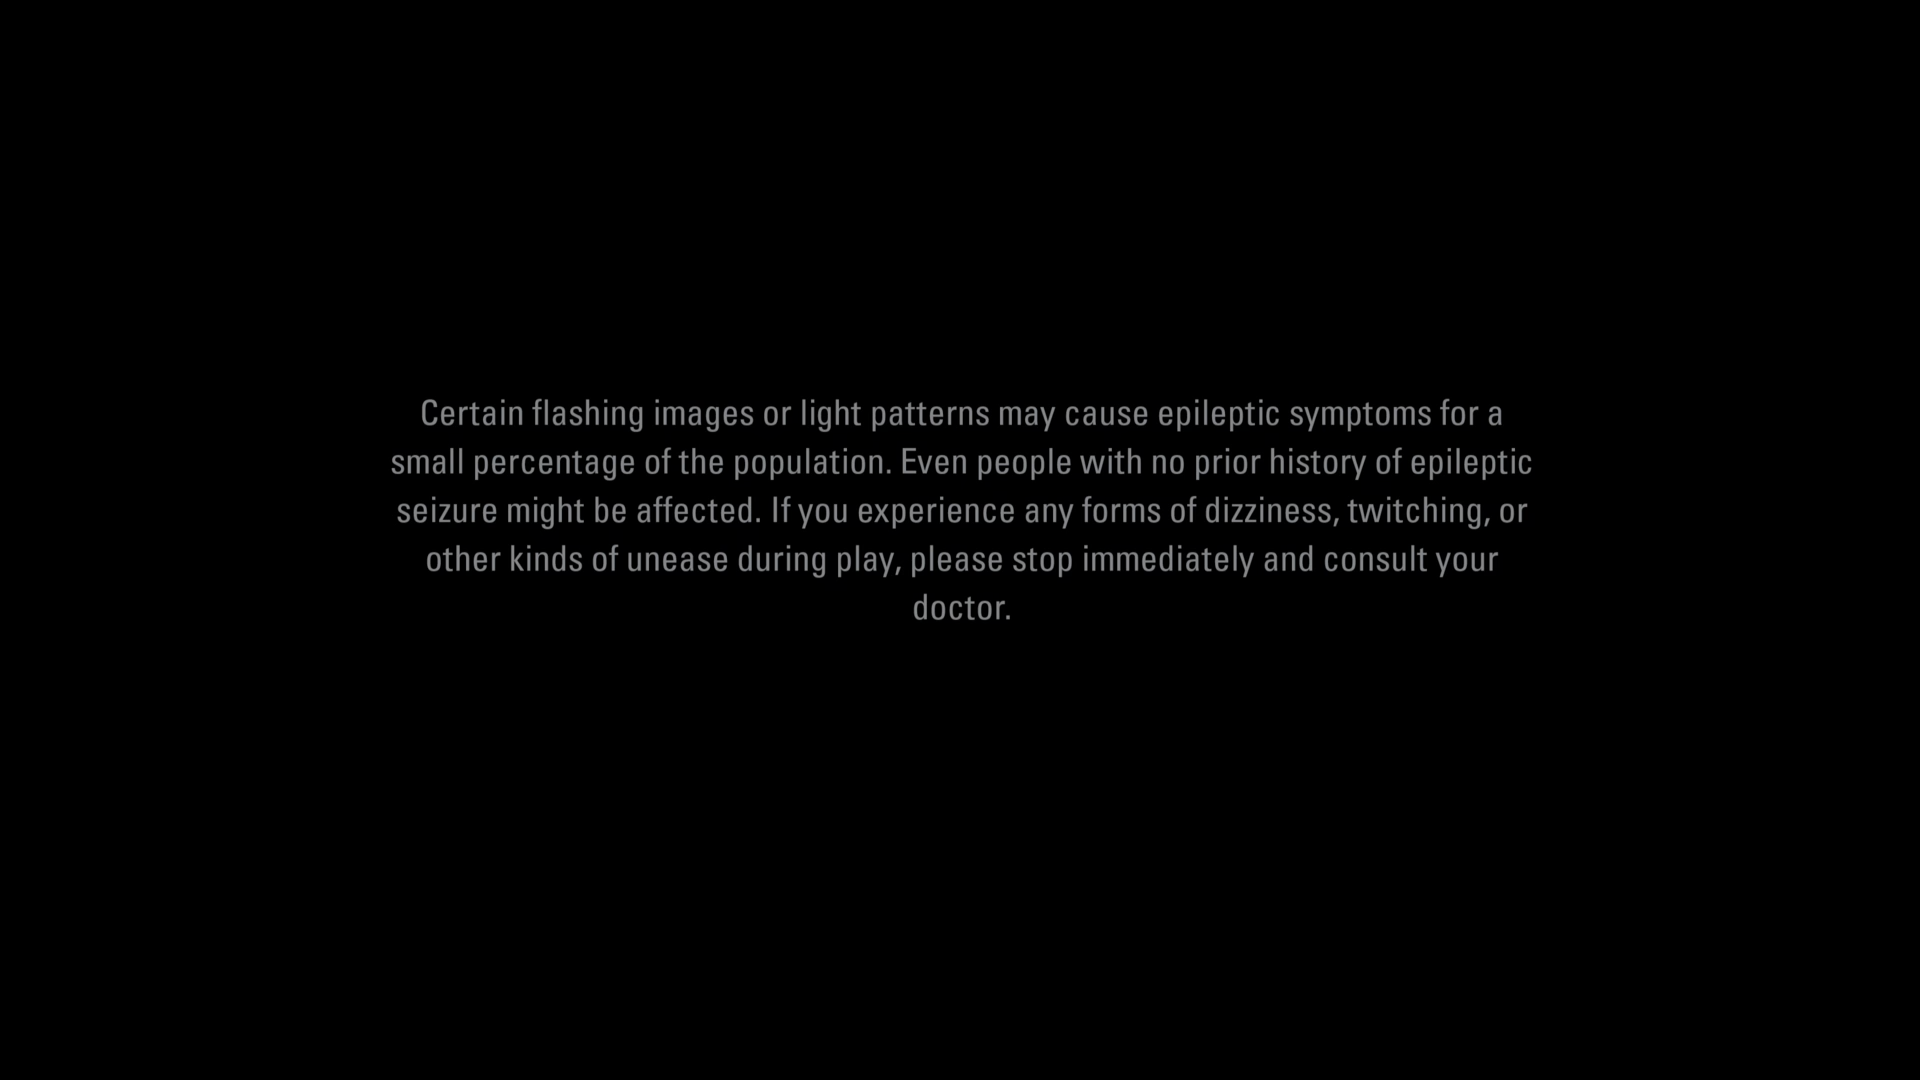 Certain flashing images or light patterns may cause epileptic symptoms for a
small percentage of the population. Even people with no prior history of epileptic
seizure might be affected. If you experience any forms of dizziness, twitching, or
other kinds of unease during play, please stop immediately and consult your
doctor.